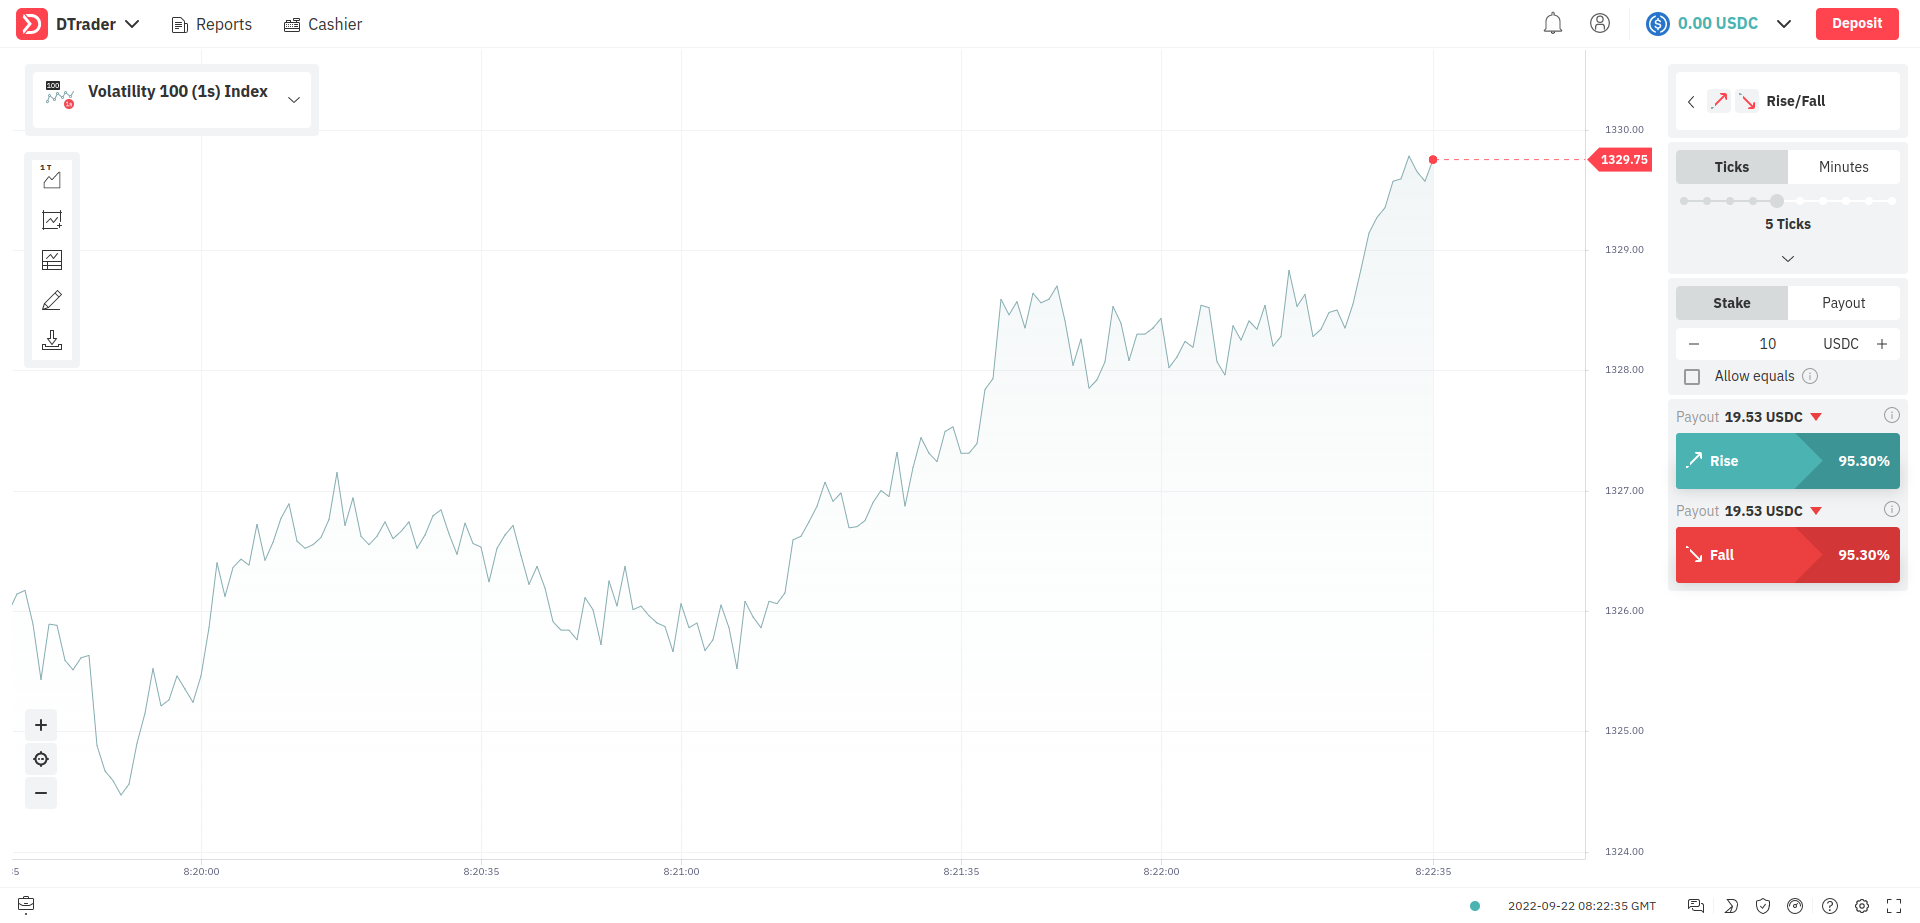 DTrader
Reports
Cashier
0.00 USDC
Deposit
100
Volatility 100 (1s) Index
1s
1T
1330.00
1329.75
1329.00
1328.00
1327.00
1326.00
1325.00
1324.00
8:20:00
8:20:35
8:21:00
8:21:35
8:22:00
8:22:35
Rise/Fall
Ticks
Minutes
5 Ticks
Stake
Payout
10
USDC
Allow equals
Payout 19.53 USDC
Rise
95.30%
Payout 19.53 USDC
Fall
95.30%
2022-09-22 08:22:35 GMT